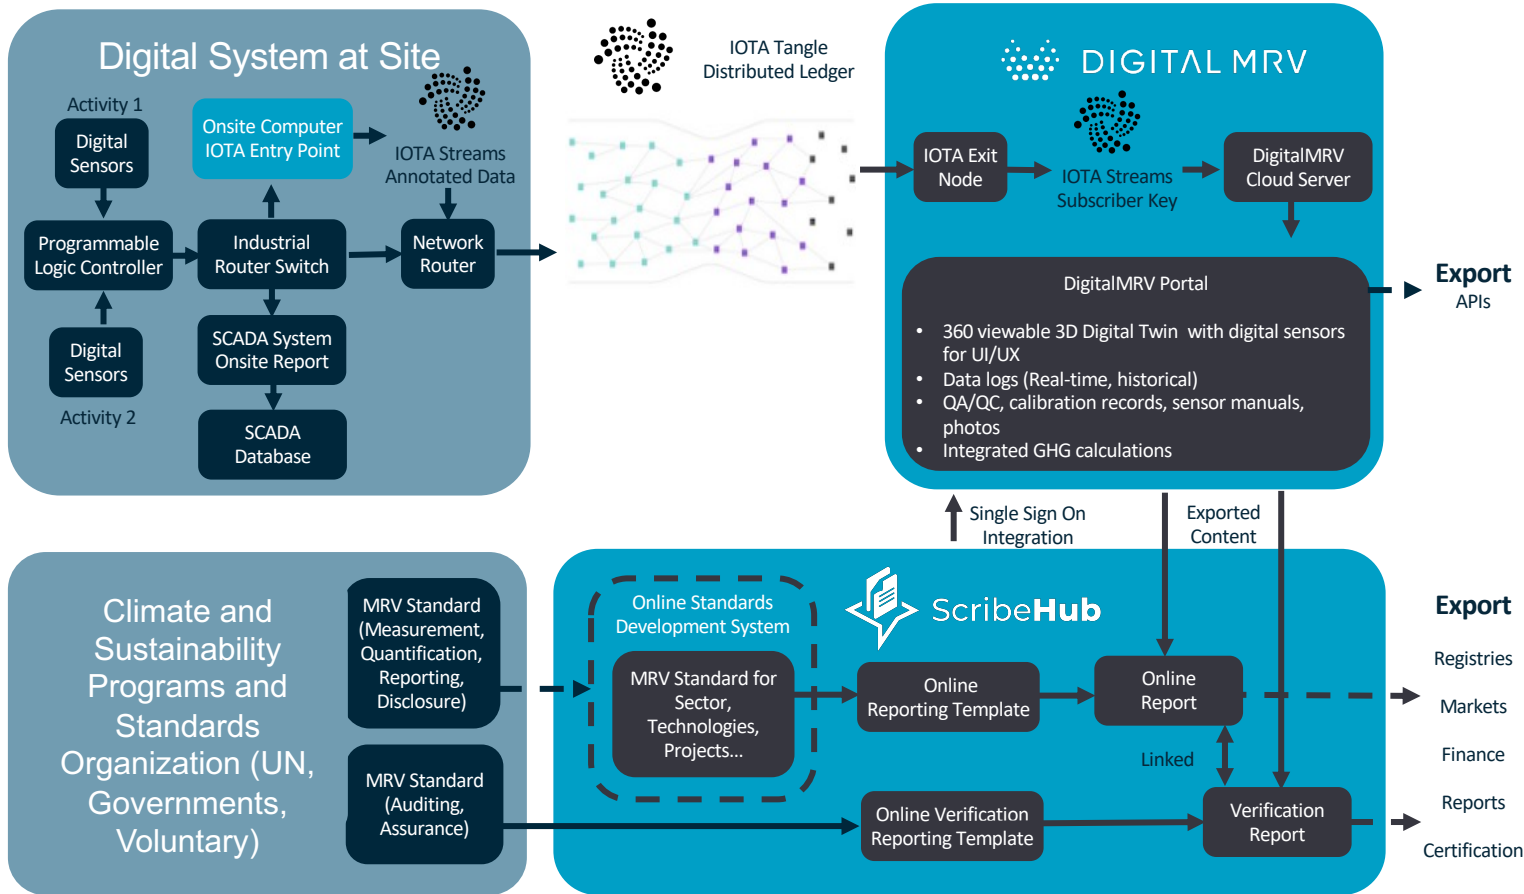 Digital System at Site
Activity 1
Digital
Sensors
Onsite Computer
IOTA Entry Point
IOTA Streams
Annotated Data
Programmable
Logic Controller
Industrial
Router Switch
Network
Router
Digital
Sensors
Activity 2
SCADA System
Onsite Report
SCADA
Database
IOTA Tangle
Distributed Ledger
DIGITAL MRV
IOTA Exit
Node
IOTA Streams
Subscriber Key
DigitalMRV
Cloud Server
DigitalMRV Portal
• 360 viewable 3D Digital Twin with digital sensors
for UI/UX
• Data logs (Real-time, historical)
• QA/QC, calibration records, sensor manuals,
photos
• Integrated GHG calculations
Export
APIs
Single Sign On
Integration
Exported
Content
Climate and
Sustainability
Programs and
Standards
Organization (UN,
Governments,
Voluntary)
MRV Standard
(Measurement,
Quantification,
Reporting,
Disclosure)
MRV Standard
(Auditing,
Assurance)
Online Standards
Development System
MRV Standard for
Sector,
Technologies,
Projects...
ScribeHub
Online
Reporting Template
Online
Report
Linked
Online Verification
Reporting Template
Verification
Report
Export
Registries
Markets
Finance
Reports
Certification